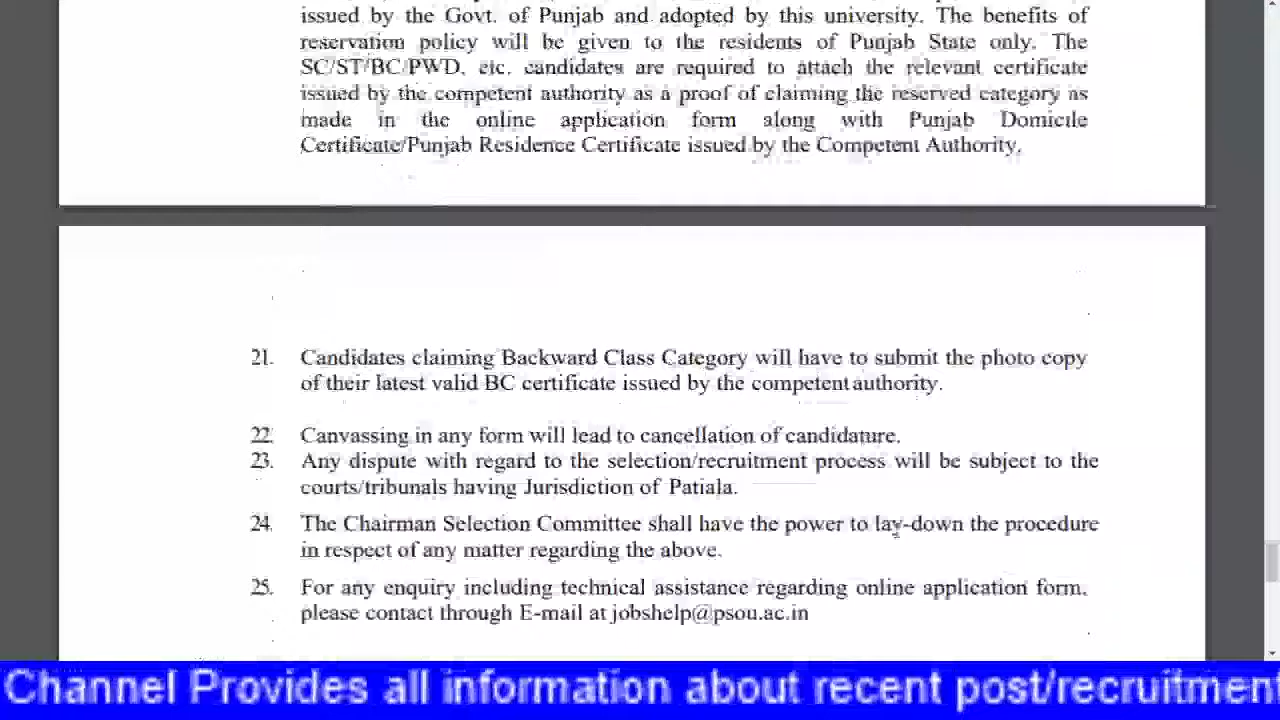 issued by the Govt. of Punjab and adopted by this university. The benefits of
reservation policy will be given to the residents of Punjab State only. The
SC/ST/BC/PWD, etc. candidates are required to attach the relevant certificate
issued by the competent authority as a proof of claiming the reserved category as
made in the online application form along with Punjab Domicile
Certificate/Punjab Residence Certificate issued by the Competent Authority.
21. Candidates claiming Backward Class Category will have to submit the photo copy
of their latest valid BC certificate issued by the competent authority.
22. Canvassing in any form will lead to cancellation of candidature.
23. Any dispute with regard to the selection/recruitment process will be subject to the
courts/tribunals having Jurisdiction of Patiala.
24. The Chairman Selection Committee shall have the power to lay-down the procedure
in respect of any matter regarding the above.
25. For any enquiry including technical assistance regarding online application form,
please contact through E-mail at jobshelp@psou.ac.in
Channel Provides all information about recent post/recruitment